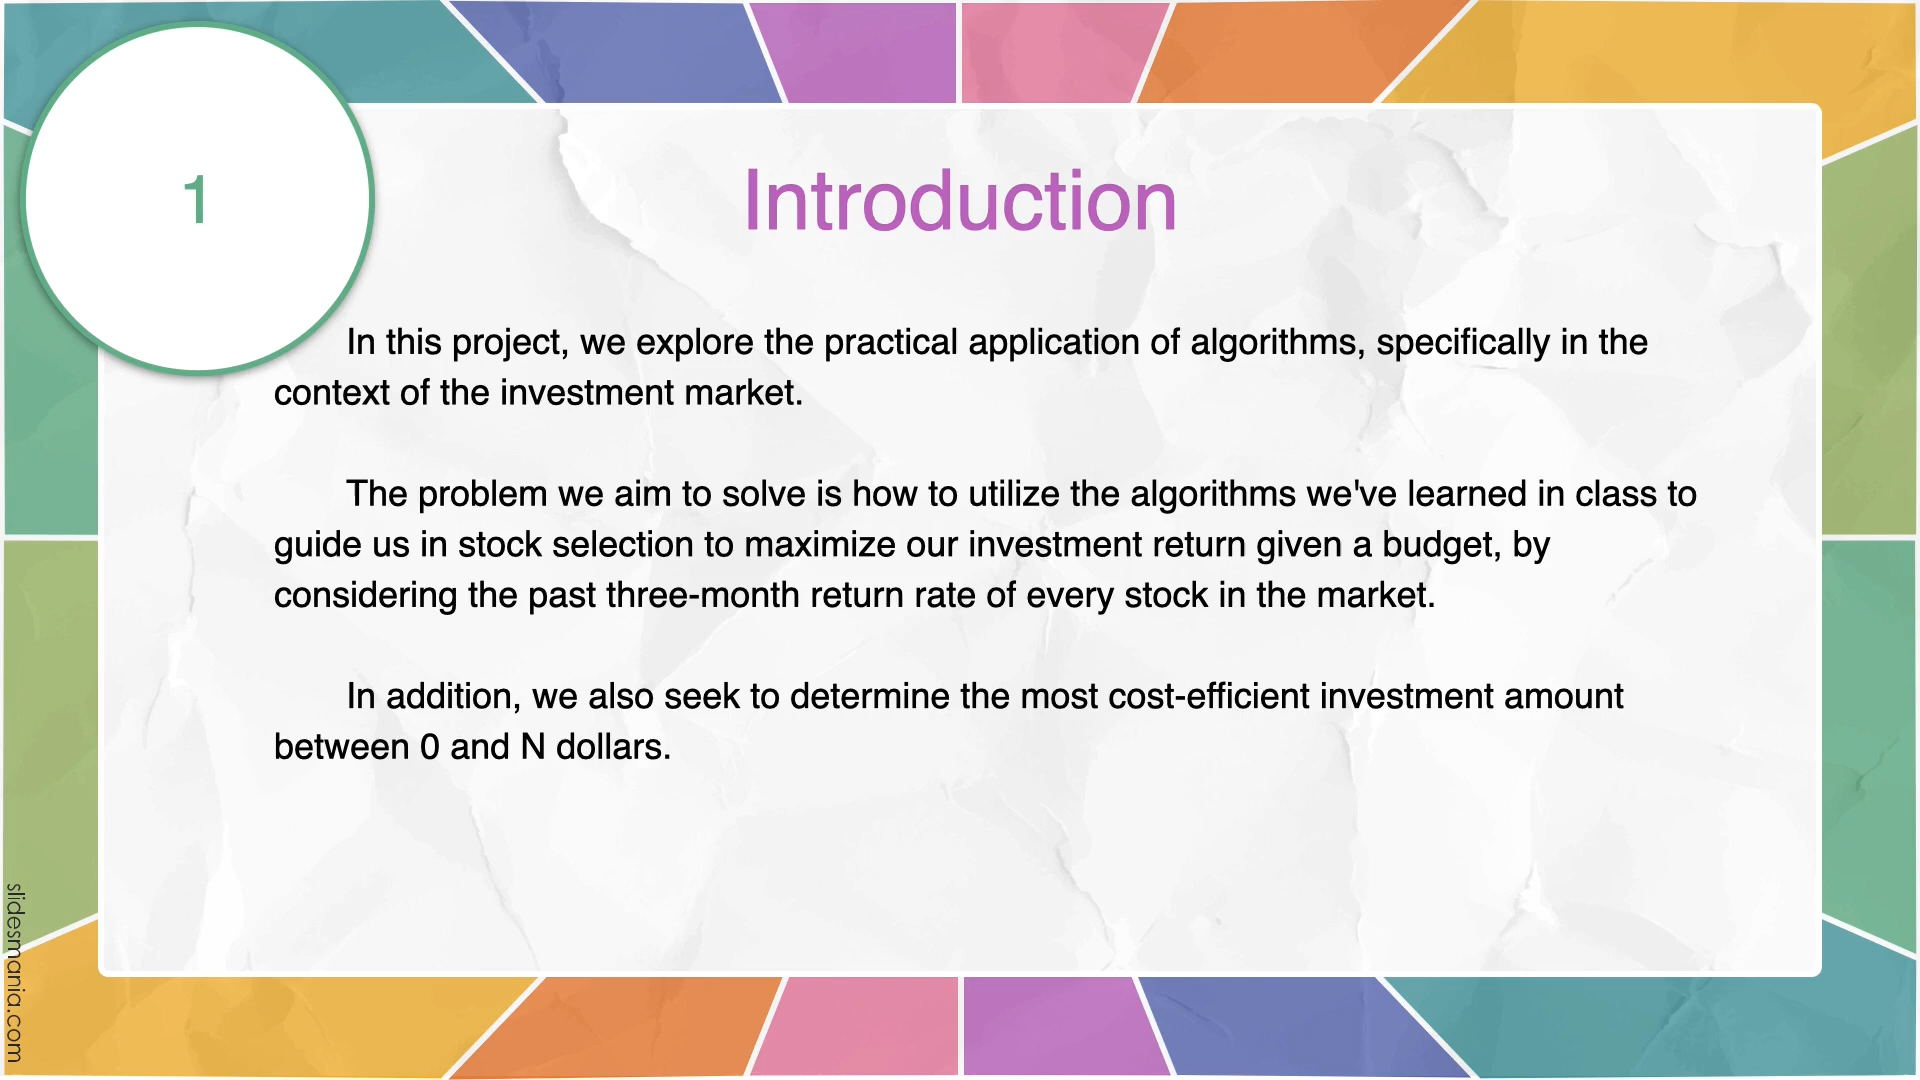 1
Introduction
In this project, we explore the practical application of algorithms, specifically in the
context of the investment market.
The problem we aim to solve is how to utilize the algorithms we've learned in class to
guide us in stock selection to maximize our investment return given a budget, by
considering the past three-month return rate of every stock in the market.
In addition, we also seek to determine the most cost-efficient investment amount
between 0 and N dollars.
slidesmania.com